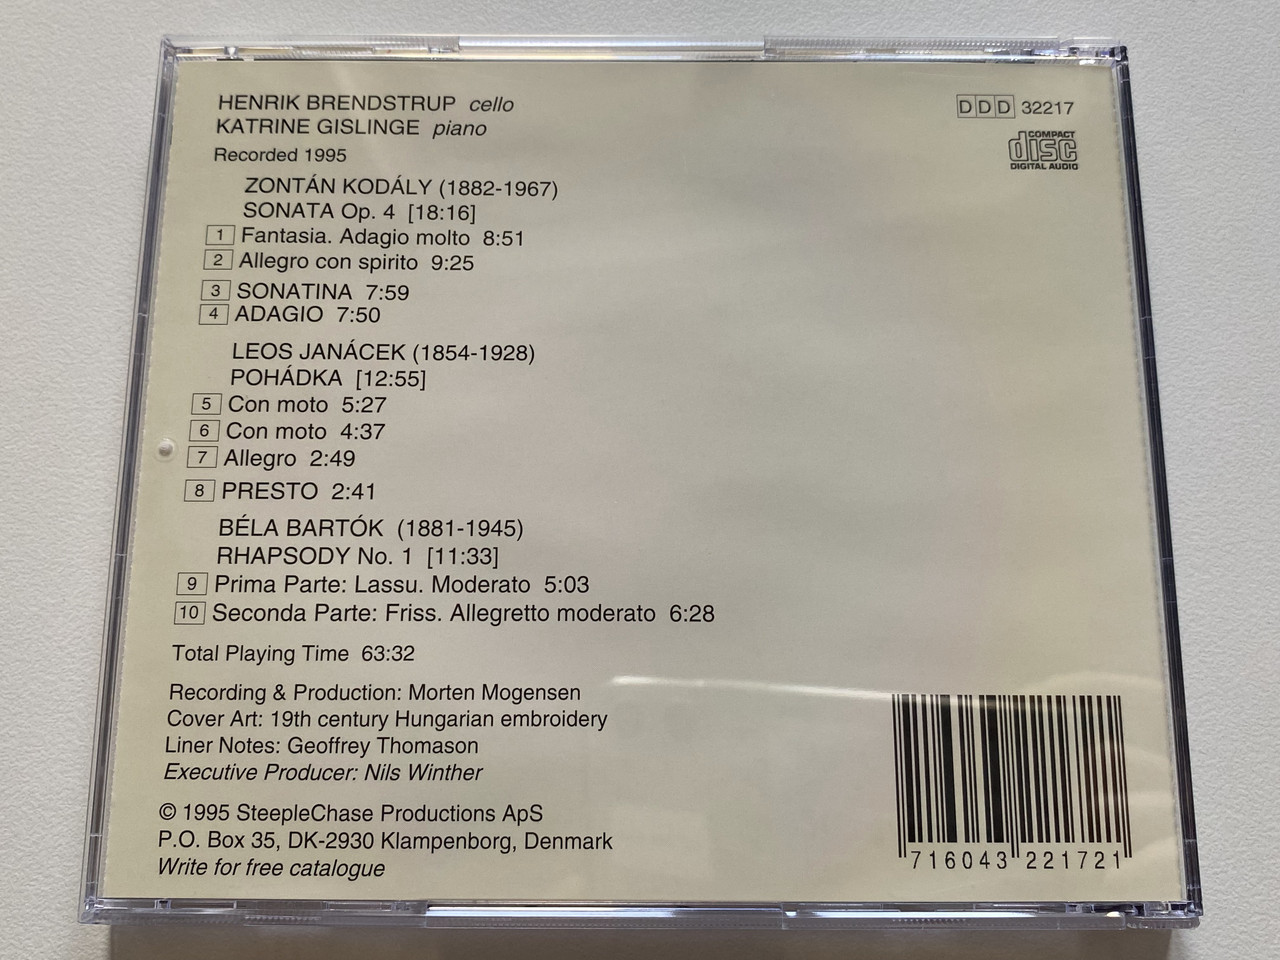 HENRIK BRENDSTRUP cello
KATRINE GISLINGE piano
Recorded 1995
DDD 32217
COMPACT
disc
DIGITAL AUDIO
ZONTÁN KODÁLY (1882-1967)
SONATA Op. 4 [18:16]
1 Fantasia. Adagio molto 8:51
2 Allegro con spirito 9:25
3 SONATINA 7:59
4 ADAGIO 7:50
LEOS JANÁCEK (1854-1928)
POHÁDKA [12:55]
5 Con moto 5:27
6 Con moto 4:37
7 Allegro 2:49
8 PRESTO 2:41
BÉLA BARTÓK (1881-1945)
RHAPSODY No. 1 [11:33]
9 Prima Parte: Lassu. Moderato 5:03
10 Seconda Parte: Friss. Allegretto moderato 6:28
Total Playing Time 63:32
Recording & Production: Morten Mogensen
Cover Art: 19th century Hungarian embroidery
Liner Notes: Geoffrey Thomason
Executive Producer: Nils Winther
© 1995 SteepleChase Productions ApS
P.O. Box 35, DK-2930 Klampenborg, Denmark
Write for free catalogue
716043 221721